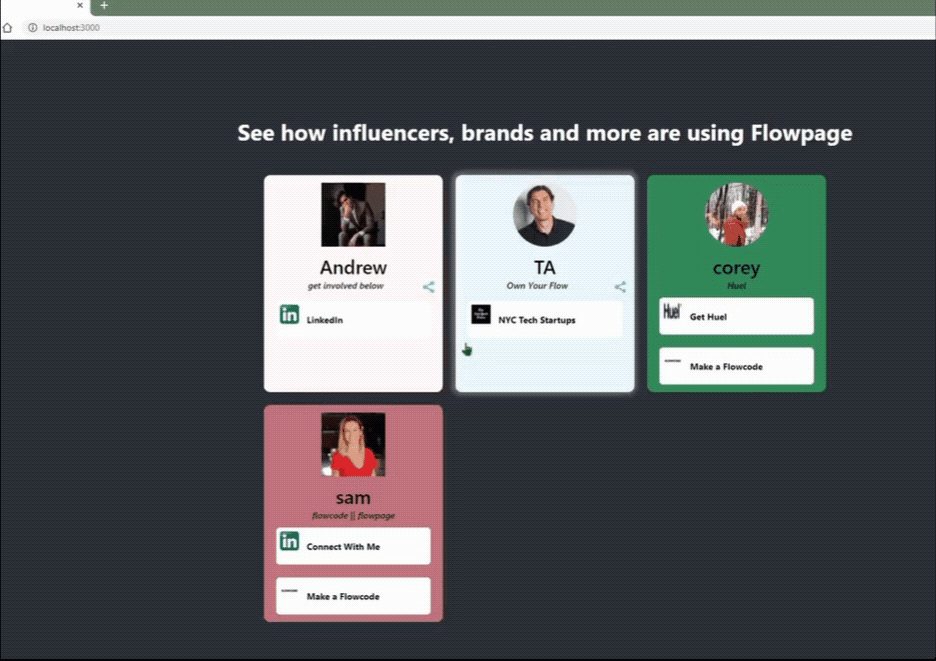 localhost:3000
See how influencers, brands and more are using Flowpage
Andrew
get involved below
LinkedIn
TA
Own Your Flow
NYC Tech Startups
corey
Huel
Huel
Get Huel
Make a Flowcode
sam
flowcode || flowpage
in
Connect With Me
Make a Flowcode